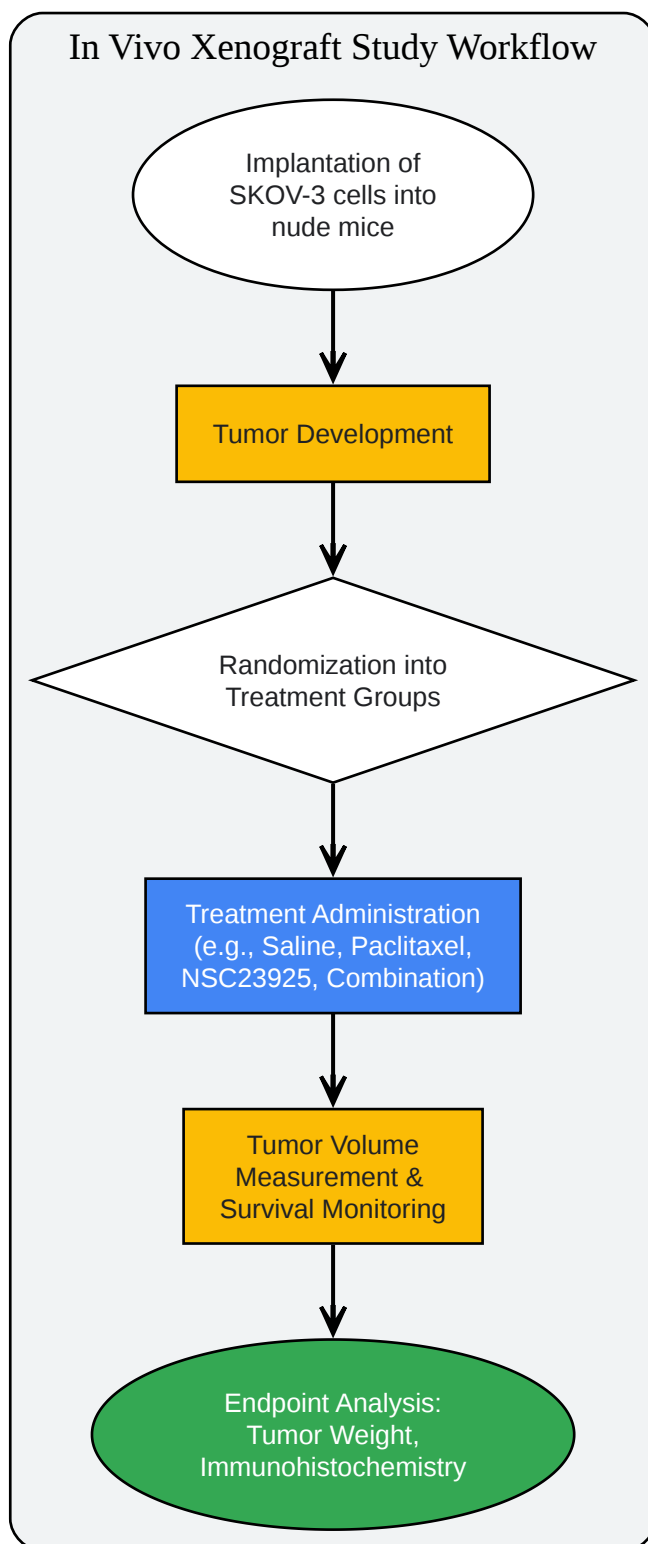 In Vivo Xenograft Study Workflow
Implantation of
SKOV-3 cells into
nude mice
Tumor Development
Randomization into
Treatment Groups
Treatment Administration
(e.g., Saline, Paclitaxel,
NSC23925, Combination)
Tumor Volume
Measurement &
Survival Monitoring
Endpoint Analysis:
Tumor Weight,
Immunohistochemistry